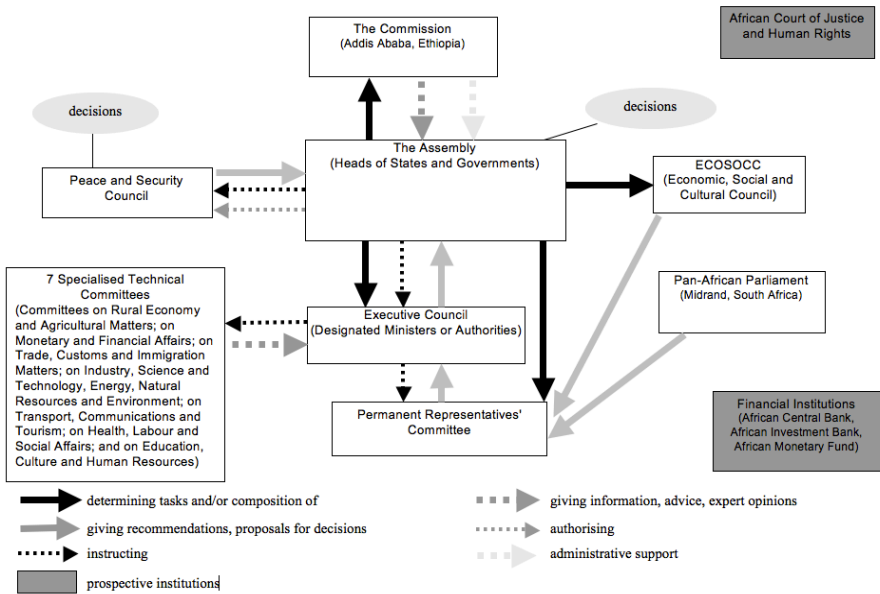 The Commission
(Addis Ababa, Ethiopia)
African Court of Justice
and Human Rights
decisions
decisions
The Assembly
(Heads of States and Governments)
Peace and Security
Council
ECOSOCC
(Economic, Social and
Cultural Council)
7 Specialised Technical
Committees
(Committees on Rural Economy
and Agricultural Matters; on
Monetary and Financial Affairs; on
Trade, Customs and Immigration
Matters; on Industry, Science and
Technology, Energy, Natural
Resources and Environment; on
Transport, Communications and
Tourism; on Health, Labour and
Social Affairs; and on Education,
Culture and Human Resources)
Executive Council
(Designated Ministers or Authorities)
Pan-African Parliament
(Midrand, South Africa)
Permanent Representatives'
Committee
Financial Institutions
(African Central Bank,
African Investment Bank,
African Monetary Fund)
determining tasks and/or composition of
giving information, advice, expert opinions
giving recommendations, proposals for decisions
authorising
instructing
administrative support
prospective institutions